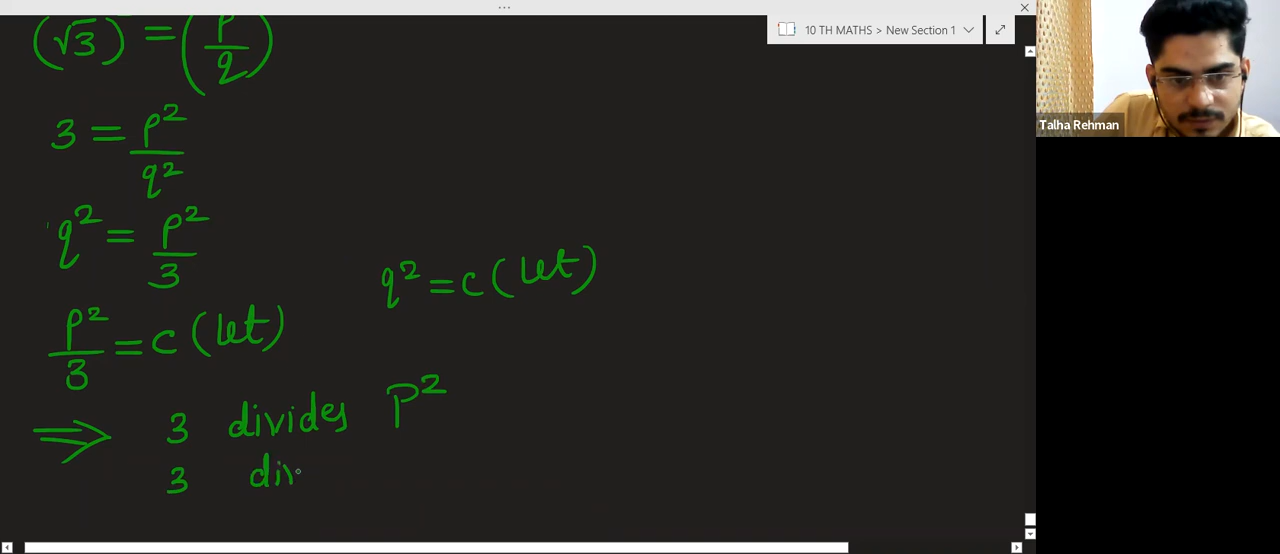 10 TH MATHS > New Section 1
Talha Rehman
(√3) = (P/q)
3 = P²/q²
q² = P²/3
q² = c (let)
P²/3 = c (let)
⟹ 3 divides P²
3 div